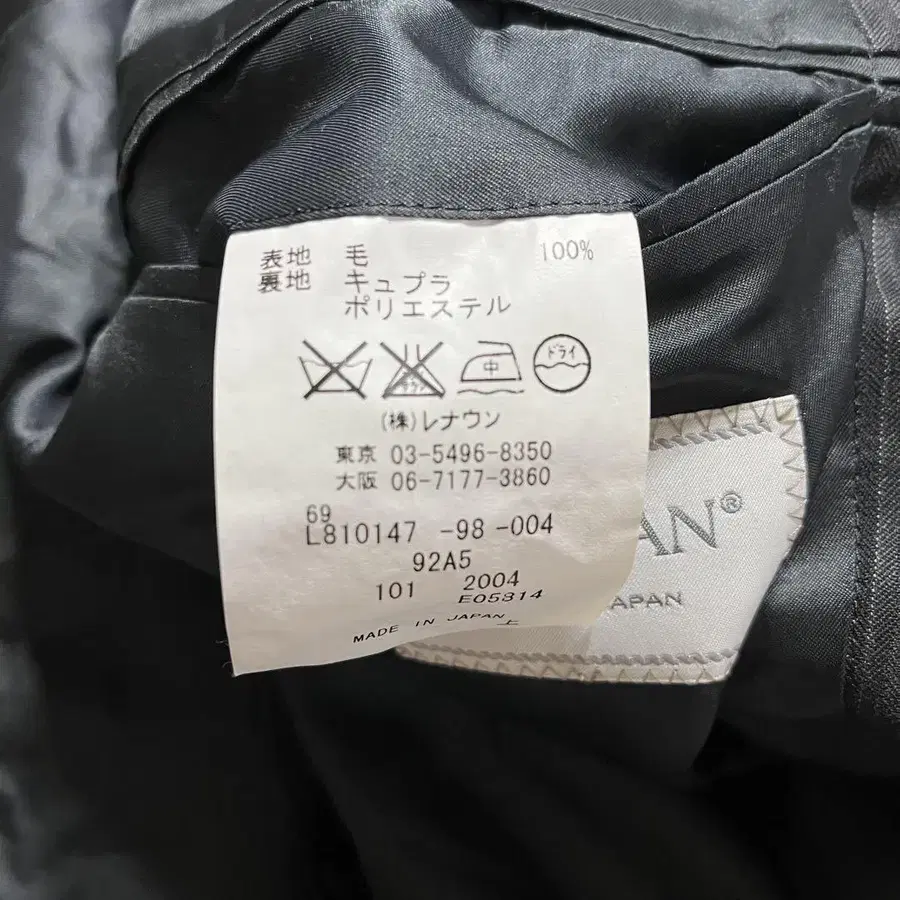 表地 毛 100%
裏地 キュプラ
ポリエステル
中
ドライ
(株)レナウン
東京 03-5496-8350
大阪 06-7177-3860
69
L810147 -98 -004
92A5
101 2004
E05314
MADE IN JAPAN 上
AN®
APAN